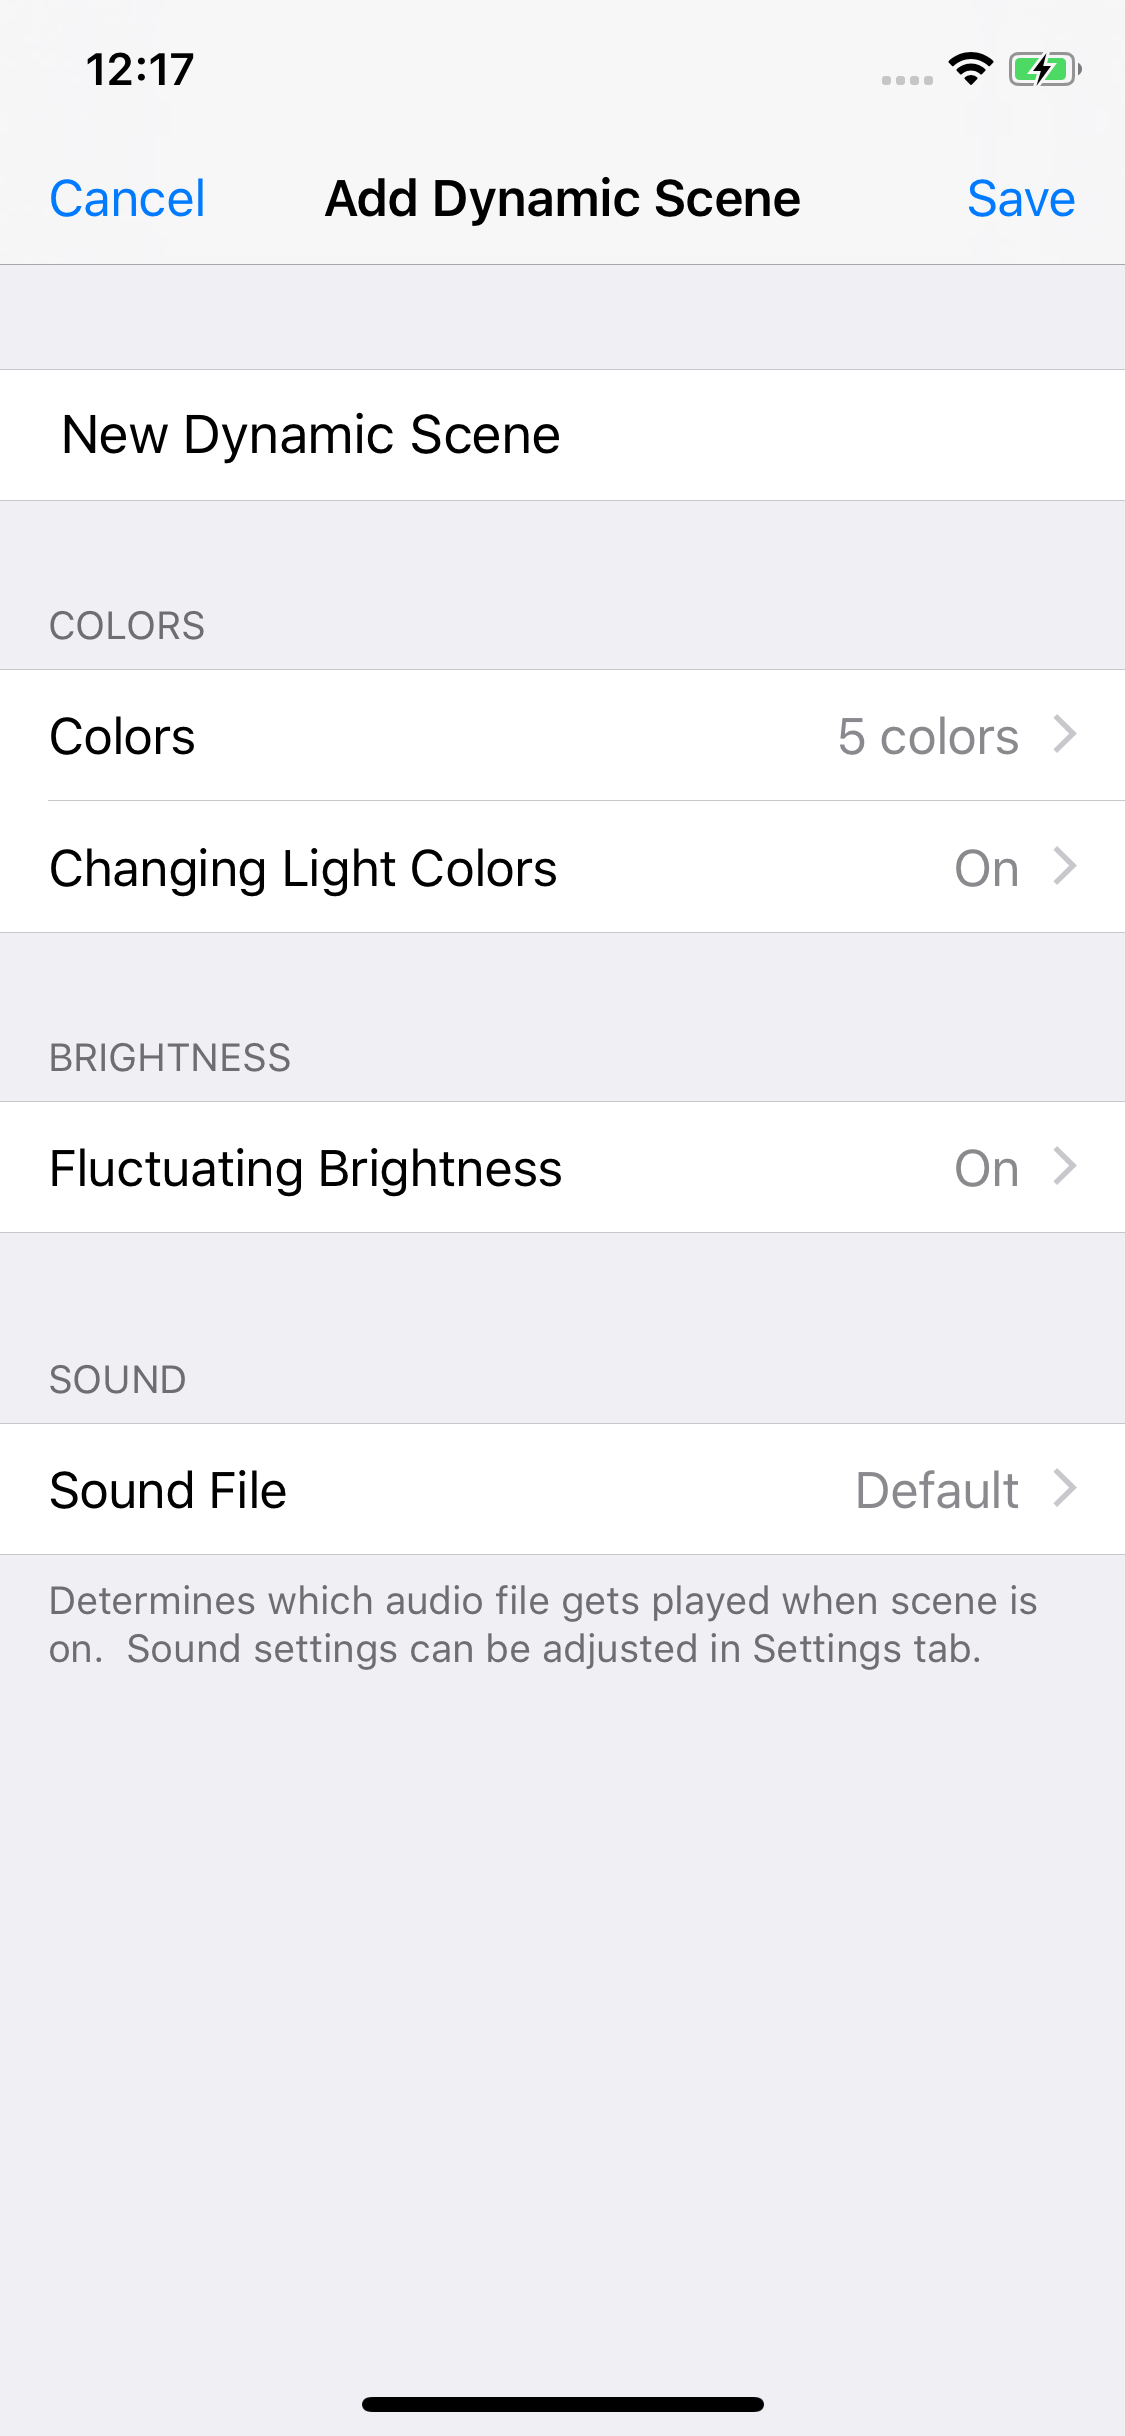 12:17
Cancel Add Dynamic Scene Save
New Dynamic Scene
COLORS
Colors 5 colors
Changing Light Colors On
BRIGHTNESS
Fluctuating Brightness On
SOUND
Sound File Default
Determines which audio file gets played when scene is
on.  Sound settings can be adjusted in Settings tab.